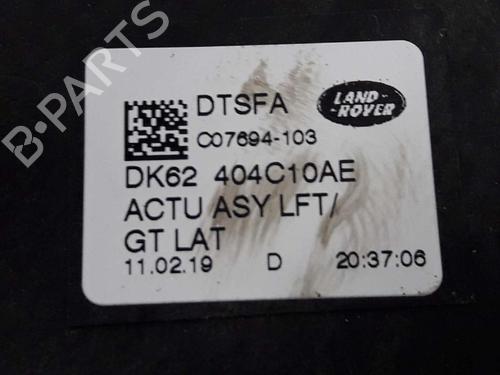 B-PARTS
DTSFA
LAND-
ROVER
C07694-103
DK62 404C10AE
ACTU ASY LFT/
GT LAT
11.02.19 D 20:37:06